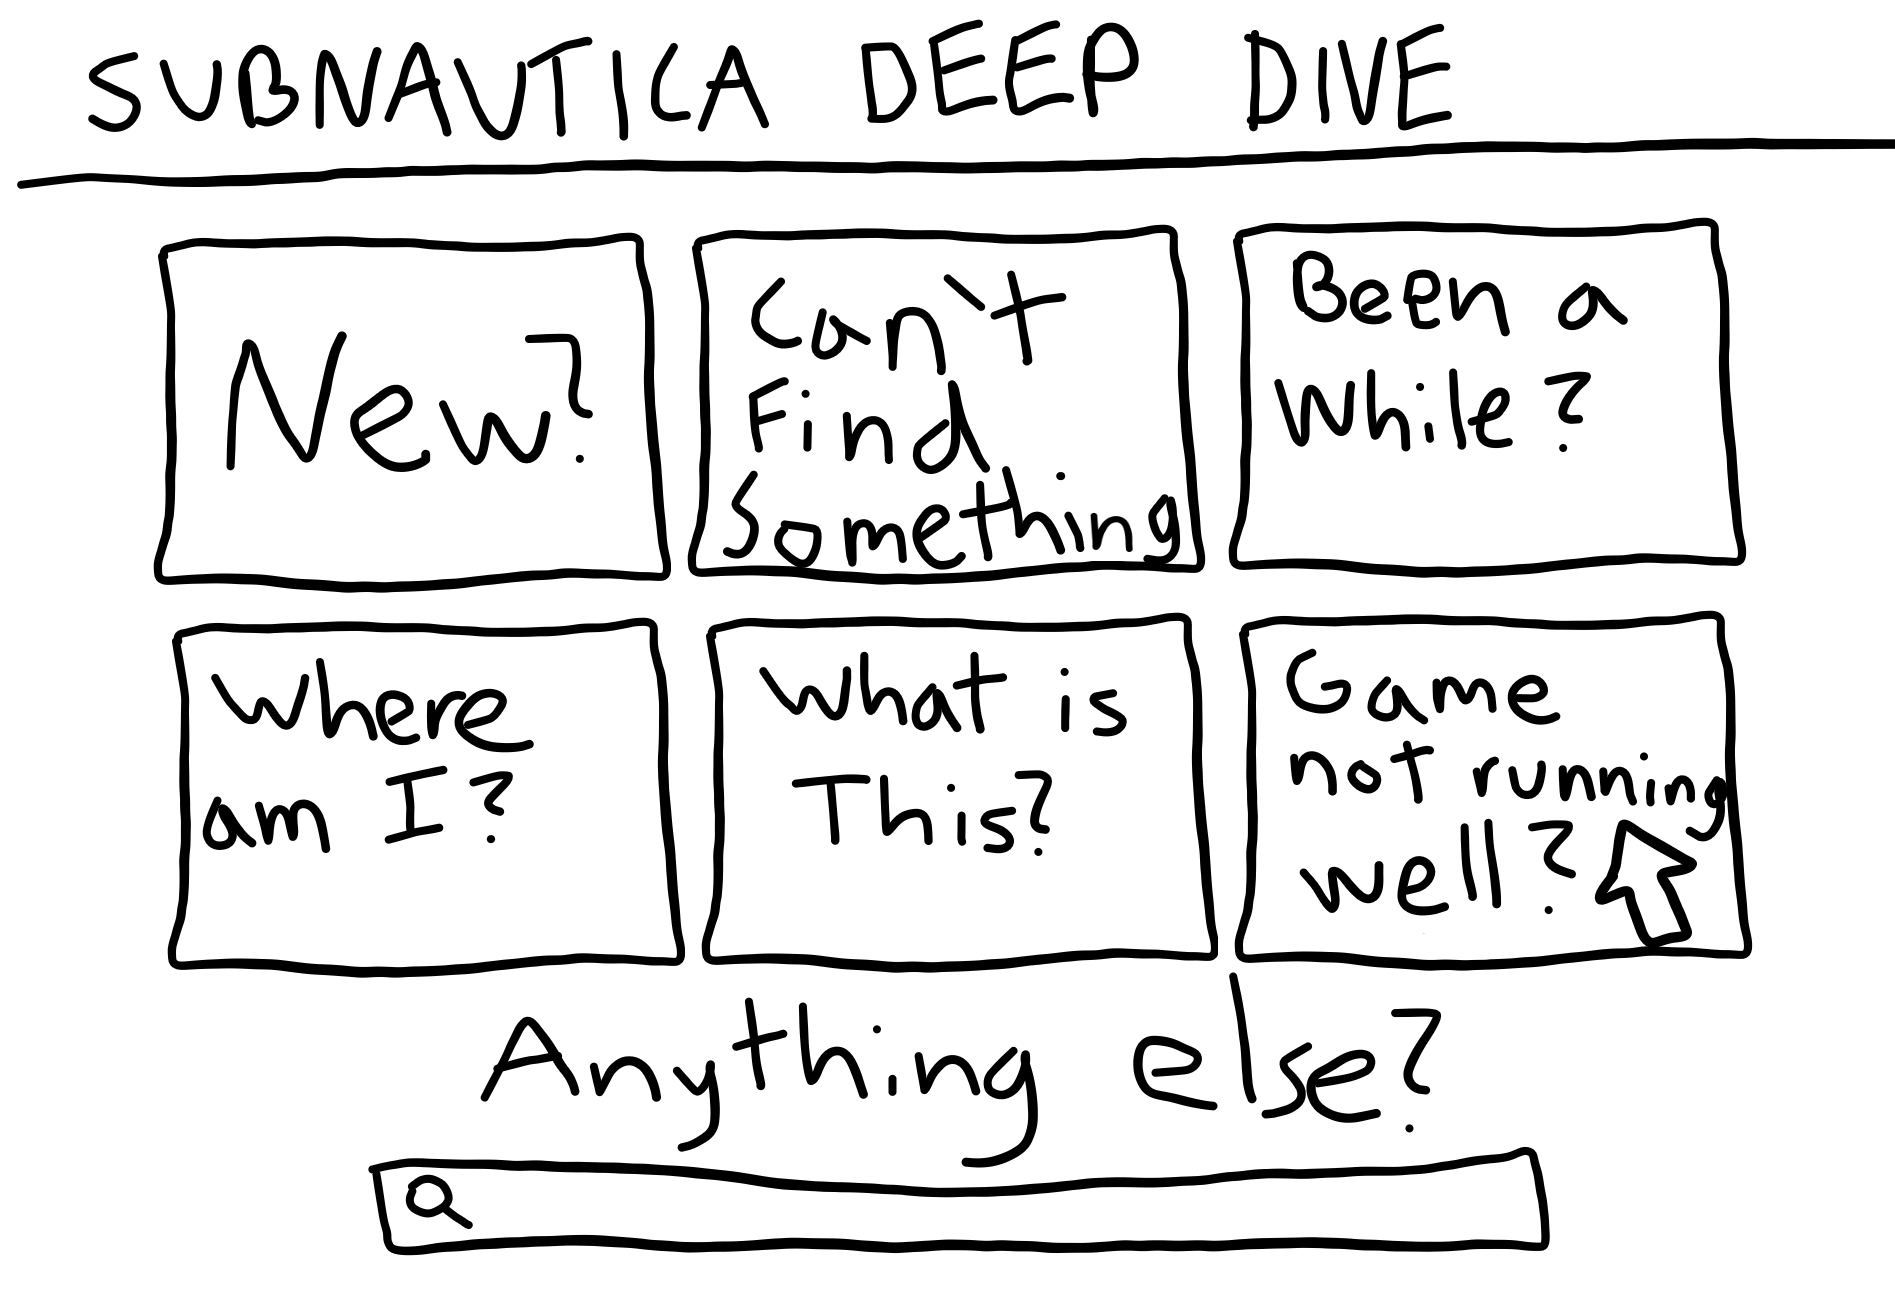 SUBNAUTICA DEEP DIVE
New?
Can't
Find
Something
Been a
While?
Where
am I?
What is
This?
Game
not running
well?
Anything else?